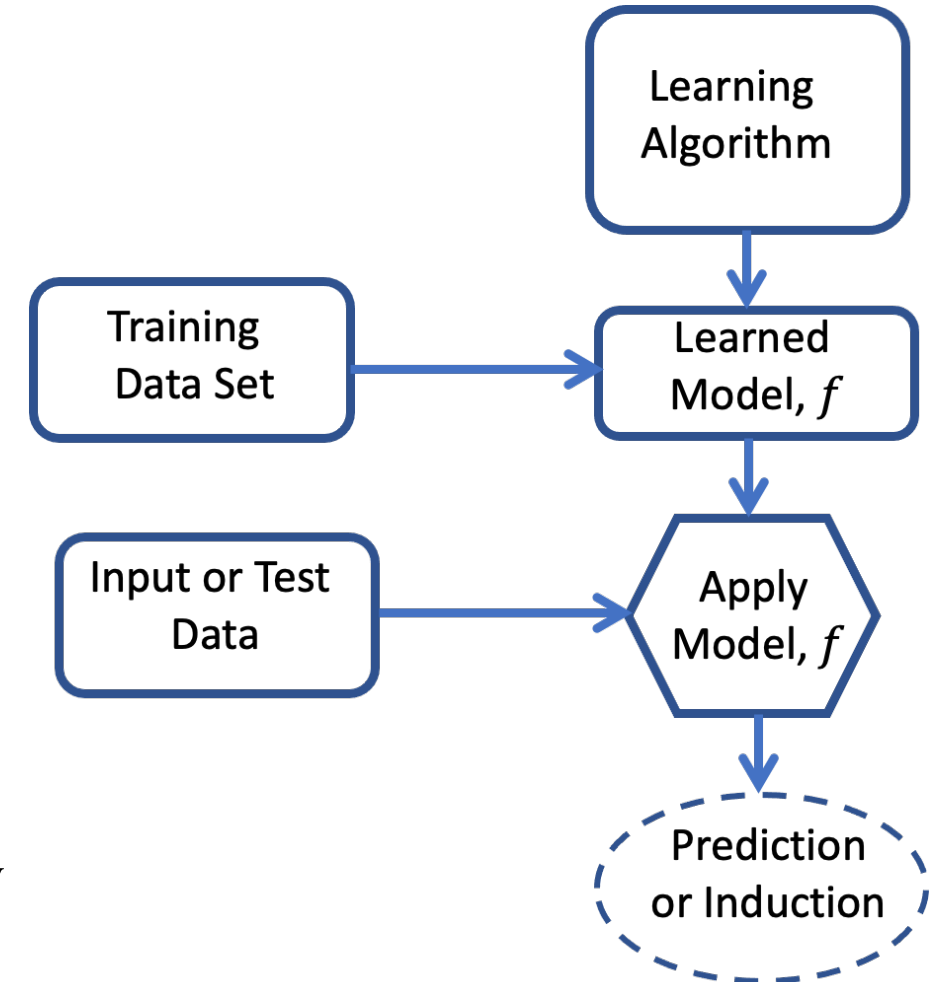 Learning
Algorithm
Training
Data Set
Learned
Model, f
Input or Test
Data
Apply
Model, f
Prediction
or Induction